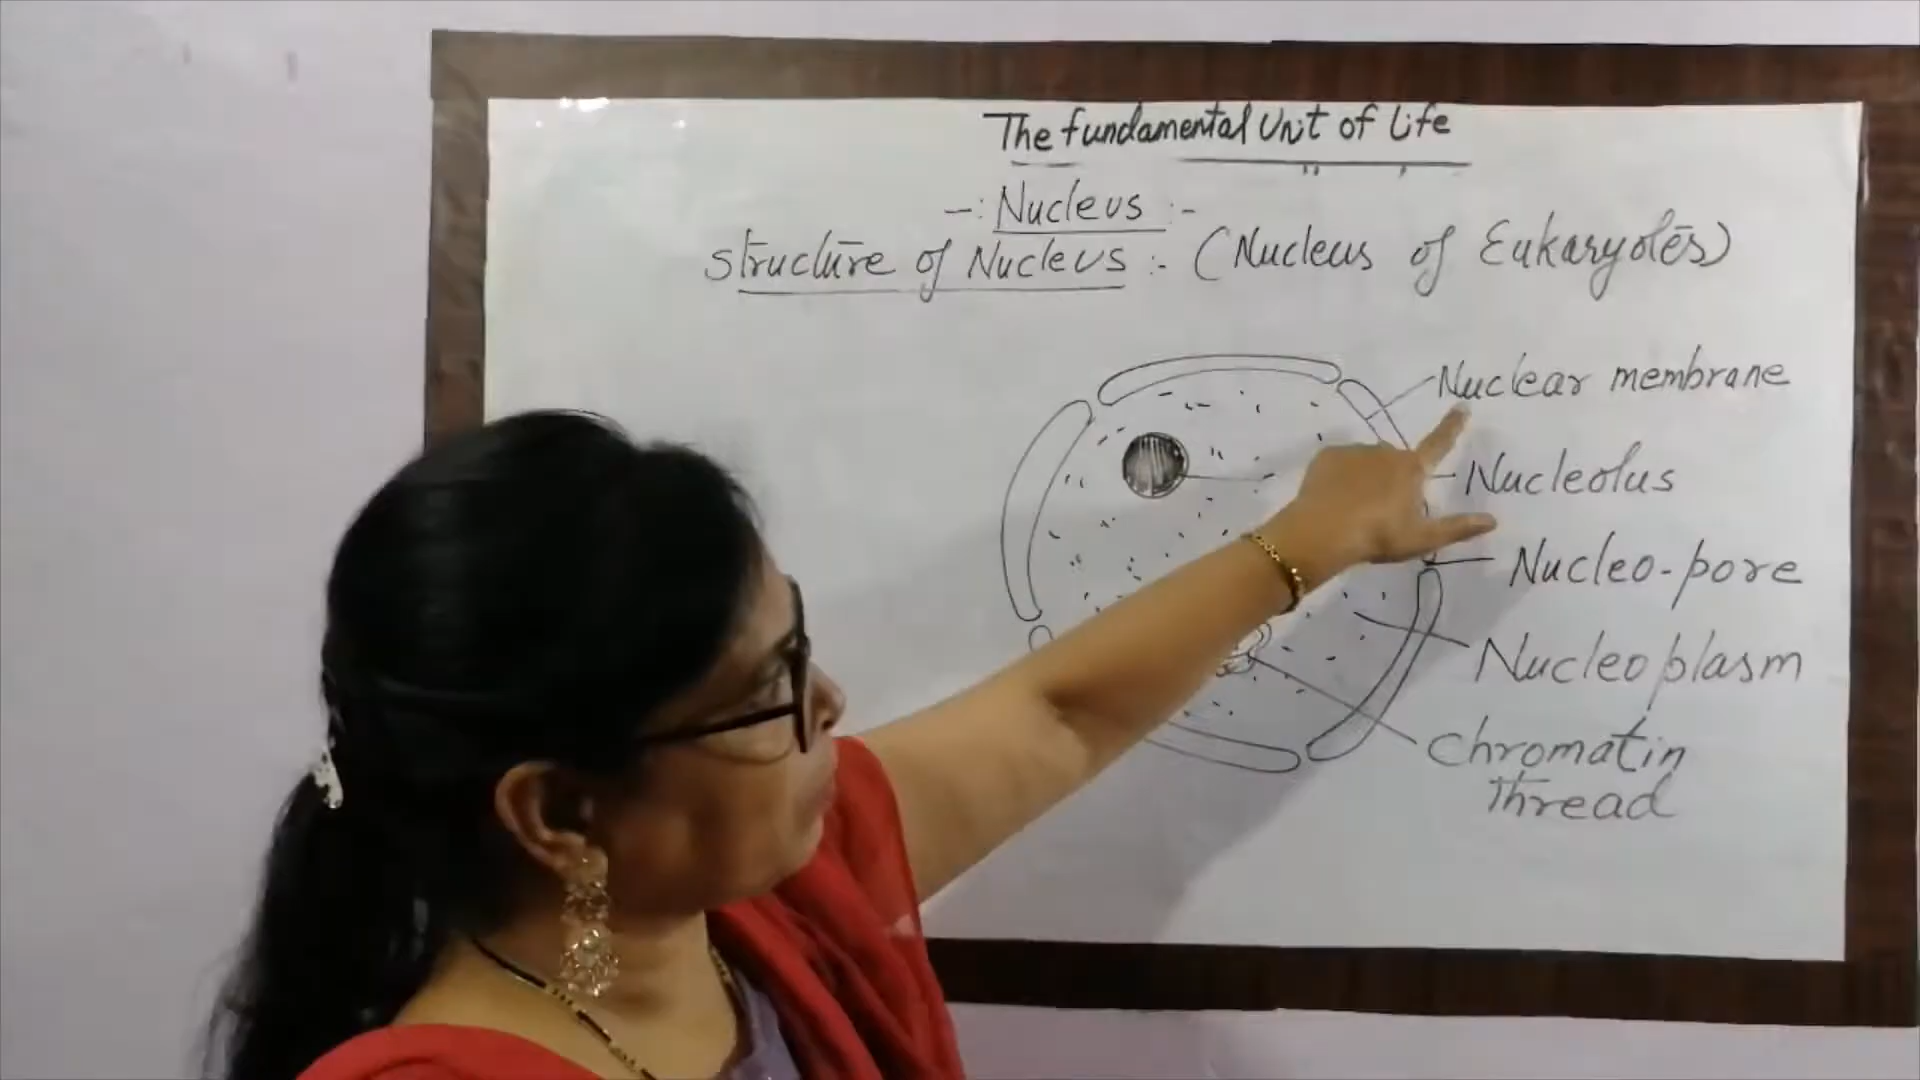 The Fundamental Unit of Life
-: Nucleus :-
Structure of Nucleus :- (Nucleus of Eukaryotes)
Nuclear membrane
Nucleolus
Nucleo-pore
Nucleoplasm
Chromatin
Thread